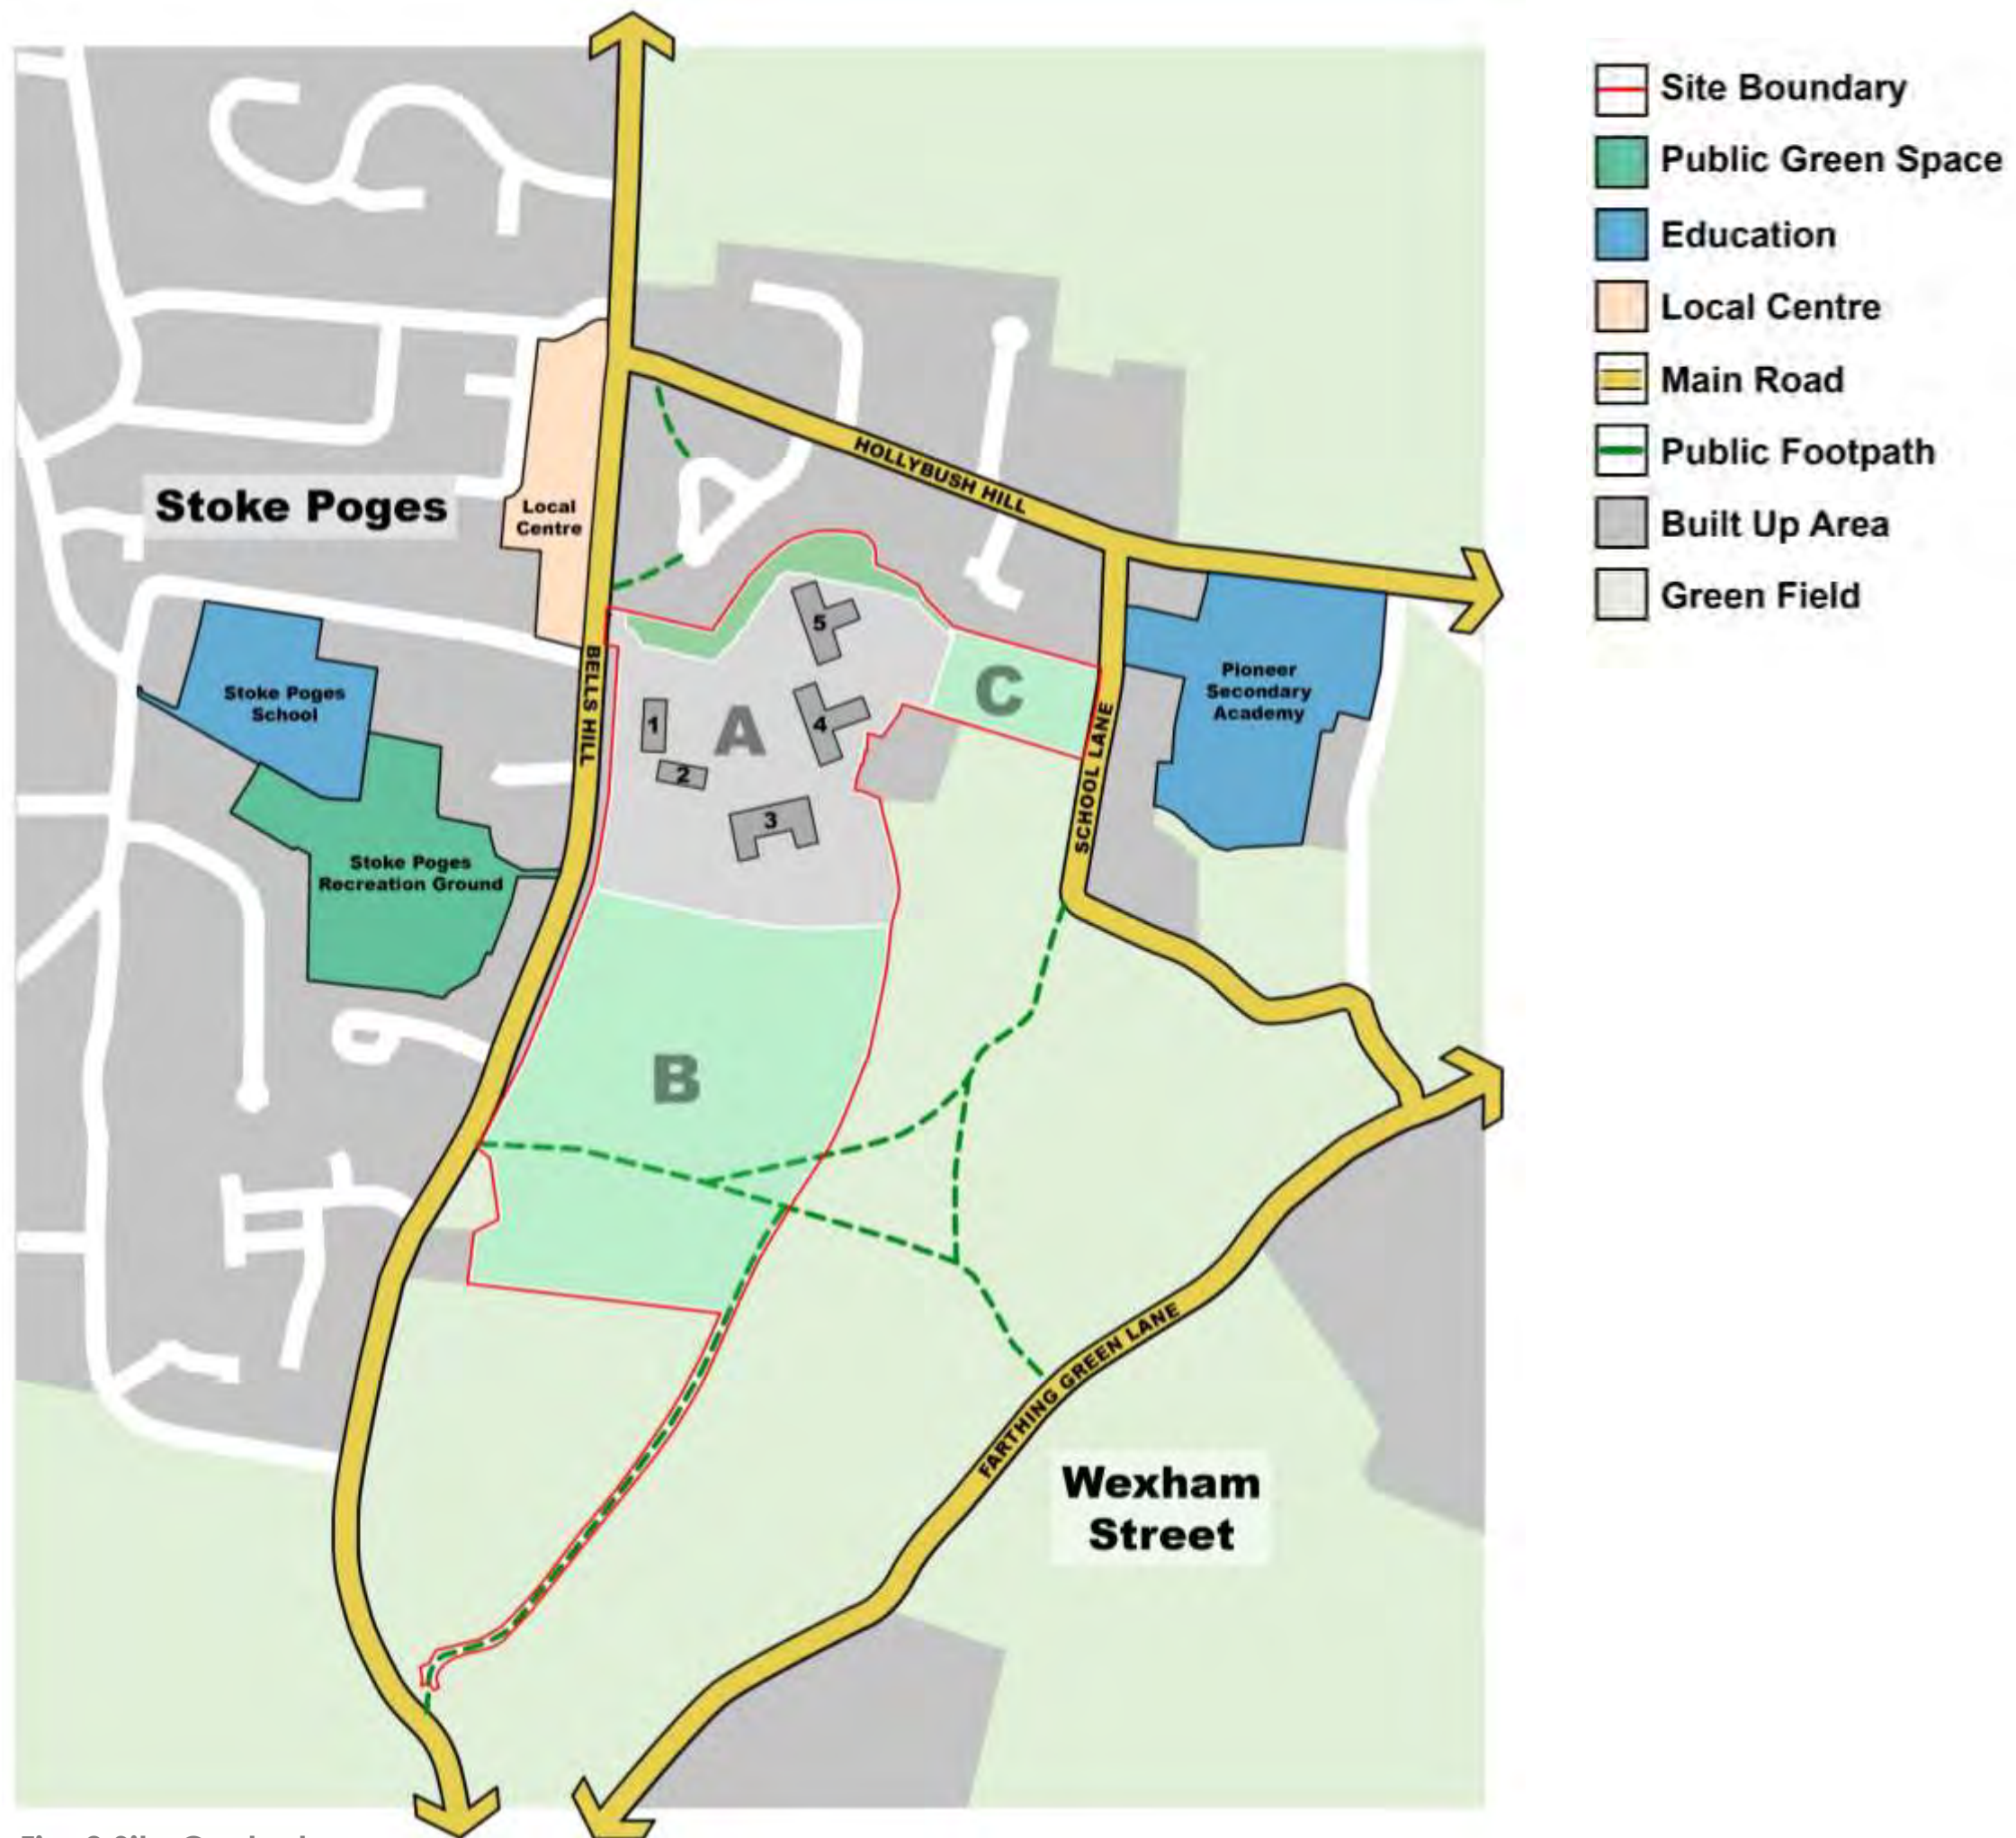 Site Boundary
Public Green Space
Education
Local Centre
Main Road
Public Footpath
Built Up Area
Green Field
HOLLYBUSH HILL
Stoke Poges
Local
Centre
5
BELLS HILL
Stoke Poges
School
1
A
4
C
SCHOOL LANE
Pioneer
Secondary
Academy
2
3
Stoke Poges
Recreation Ground
B
FARTHING GREEN LANE
Wexham
Street